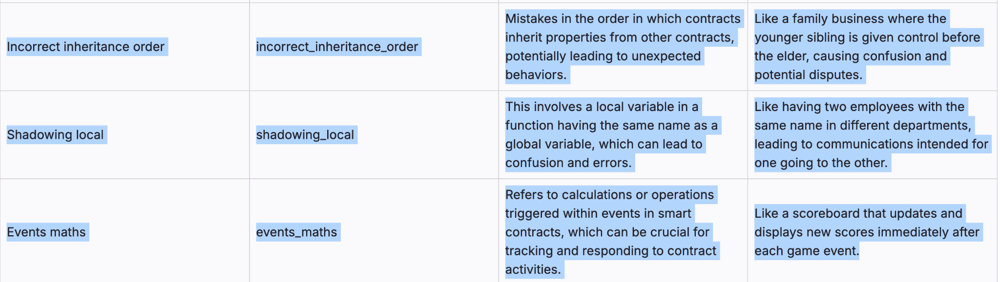 Incorrect inheritance order
incorrect_inheritance_order
Mistakes in the order in which contracts
inherit properties from other contracts,
potentially leading to unexpected
behaviors.
Like a family business where the
younger sibling is given control before
the elder, causing confusion and
potential disputes.
Shadowing local
shadowing_local
This involves a local variable in a
function having the same name as a
global variable, which can lead to
confusion and errors.
Like having two employees with the
same name in different departments,
leading to communications intended for
one going to the other.
Events maths
events_maths
Refers to calculations or operations
triggered within events in smart
contracts, which can be crucial for
tracking and responding to contract
activities.
Like a scoreboard that updates and
displays new scores immediately after
each game event.